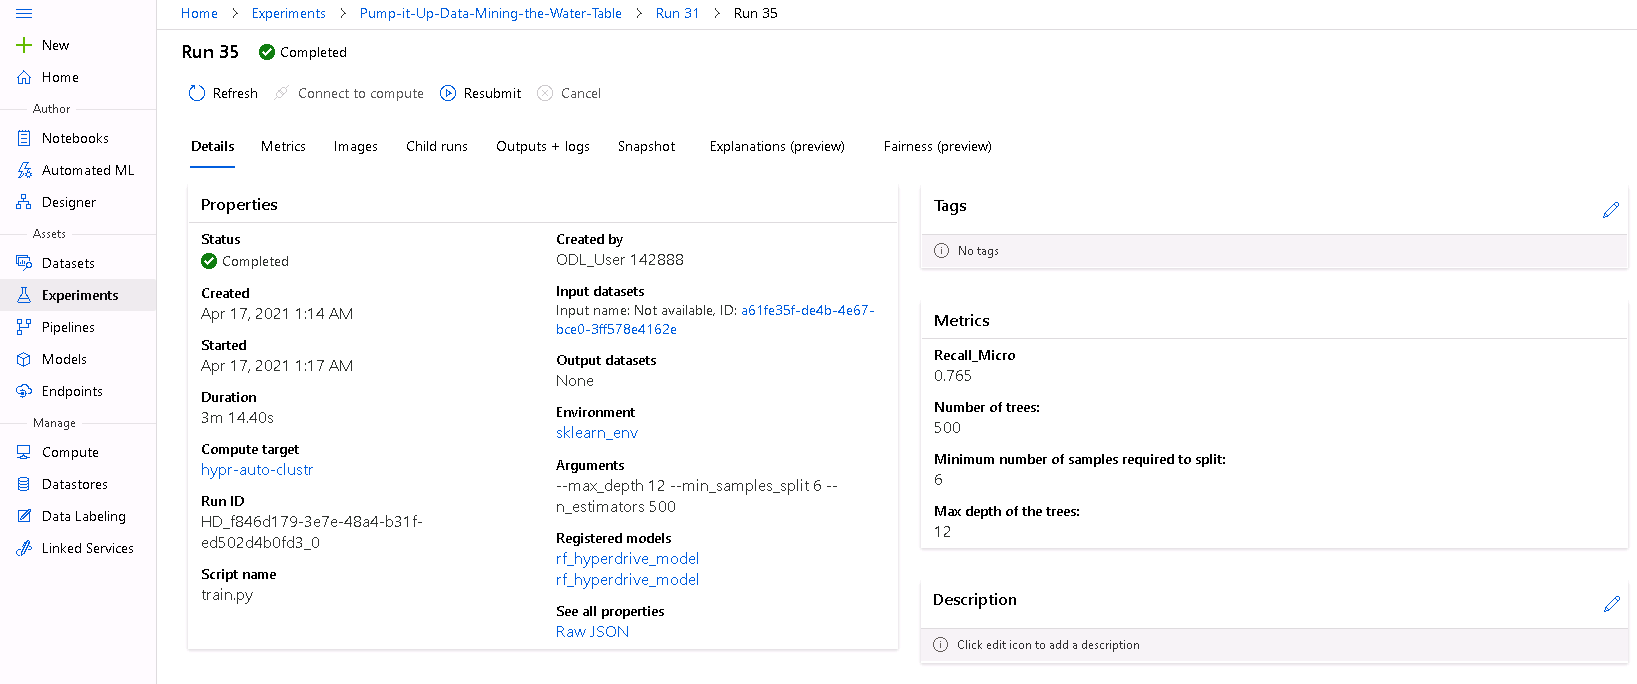 Home > Experiments > Pump-it-Up-Data-Mining-the-Water-Table > Run 31 > Run 35
New
Home
Author
Notebooks
Automated ML
Designer
Assets
Datasets
Experiments
Pipelines
Models
Endpoints
Manage
Compute
Datastores
Data Labeling
Linked Services
Run 35 Completed
Refresh Connect to compute Resubmit Cancel
Details Metrics Images Child runs Outputs + logs Snapshot Explanations (preview) Fairness (preview)
Properties
Status
Completed
Created
Apr 17, 2021 1:14 AM
Started
Apr 17, 2021 1:17 AM
Duration
3m 14.40s
Compute target
hypr-auto-clustr
Run ID
HD_f846d179-3e7e-48a4-b31f-
ed502d4b0fd3_0
Script name
train.py
Created by
ODL_User 142888
Input datasets
Input name: Not available, ID: a61fe35f-de4b-4e67-
bce0-3ff578e4162e
Output datasets
None
Environment
sklearn_env
Arguments
--max_depth 12 --min_samples_split 6 --
n_estimators 500
Registered models
rf_hyperdrive_model
rf_hyperdrive_model
See all properties
Raw JSON
Tags
No tags
Metrics
Recall_Micro
0.765
Number of trees:
500
Minimum number of samples required to split:
6
Max depth of the trees:
12
Description
Click edit icon to add a description